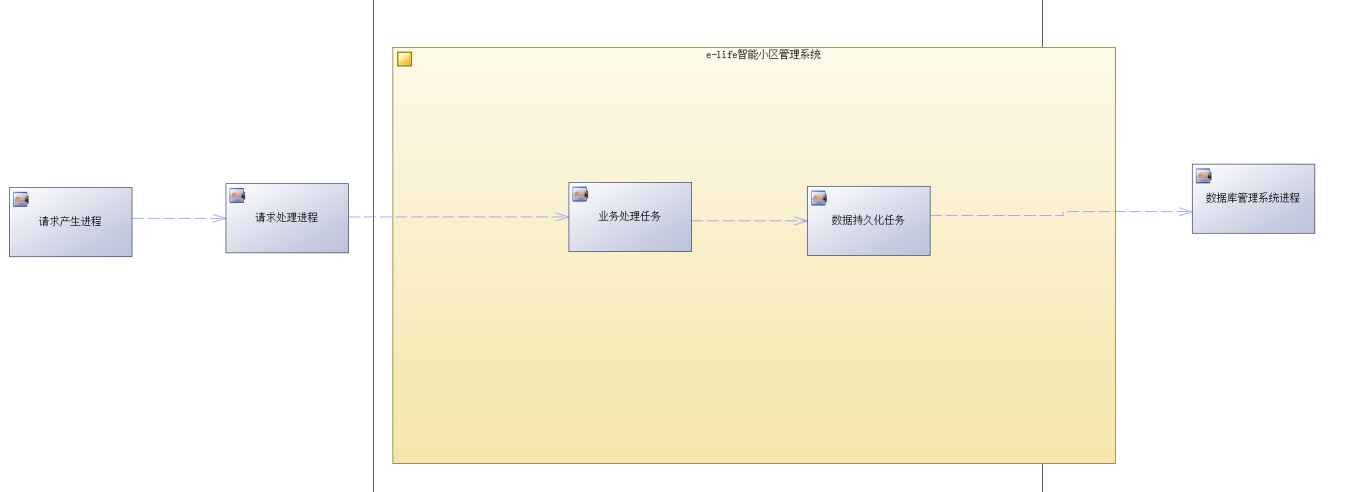 e-life智能小区管理系统
请求产生进程
请求处理进程
业务处理任务
数据持久化任务
数据库管理系统进程